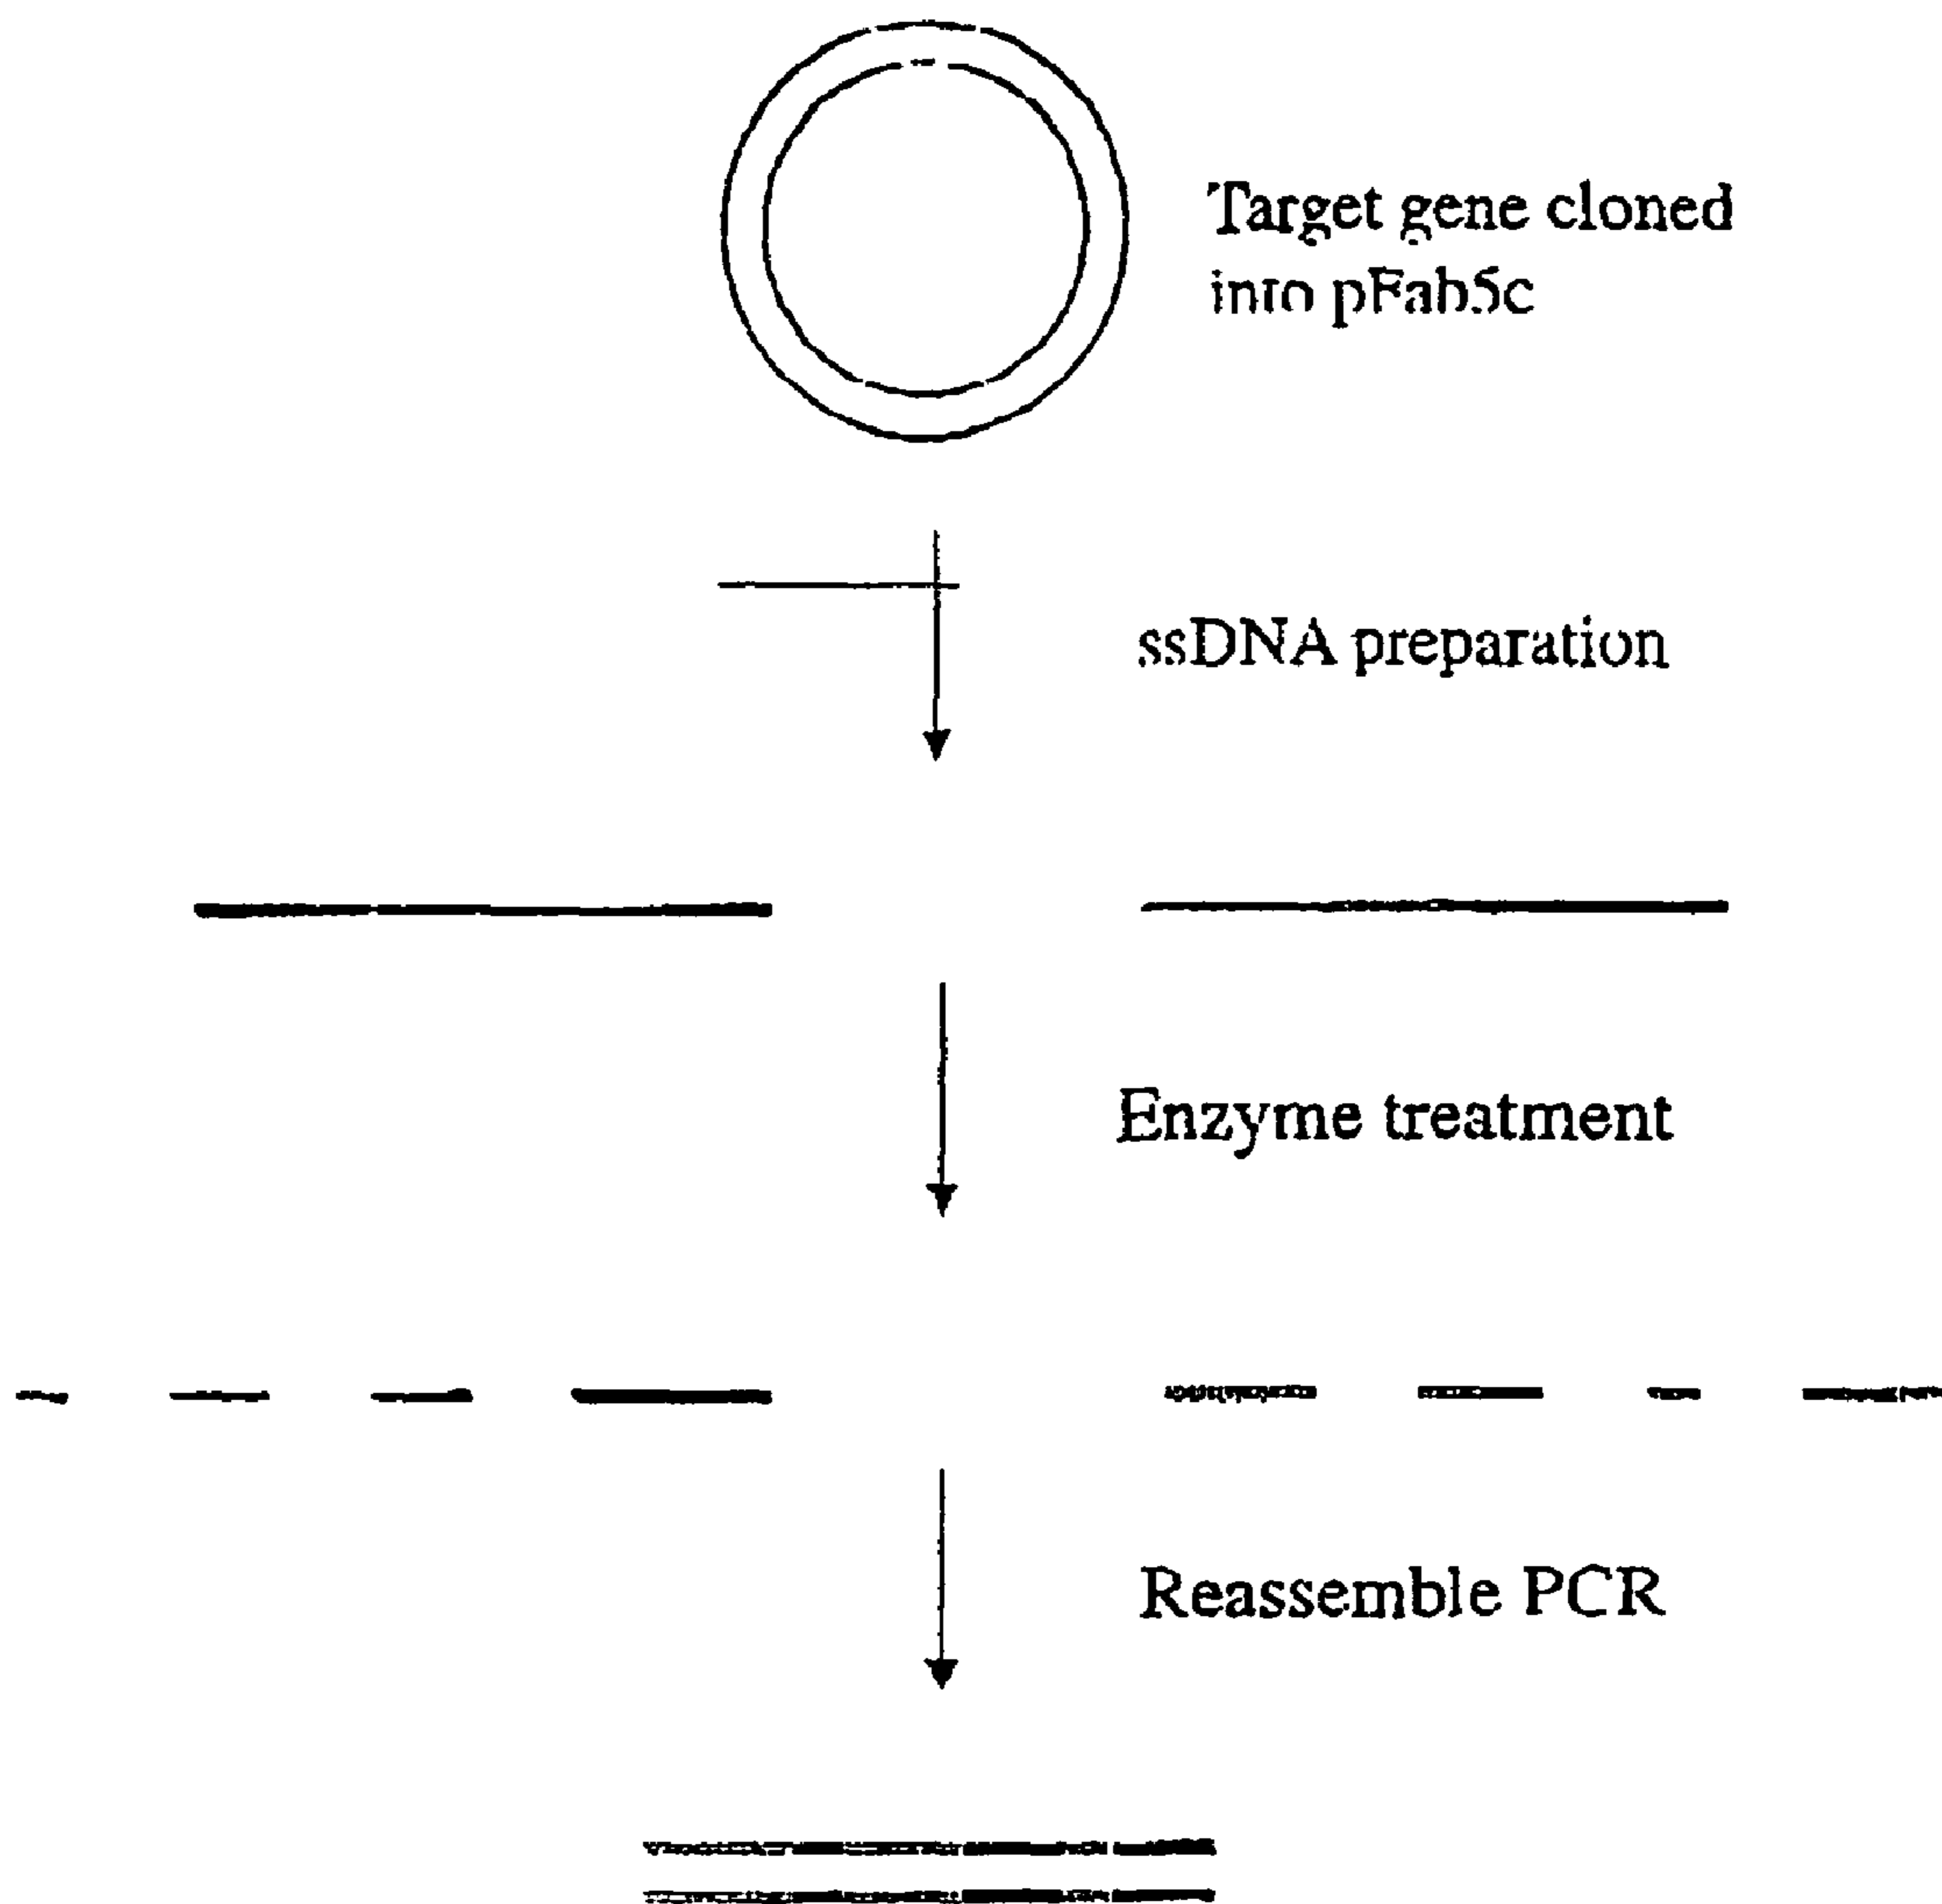 Target gene cloned
into pFab5c
ssDNA preparation
Enzyme treatment
Reassemble PCR